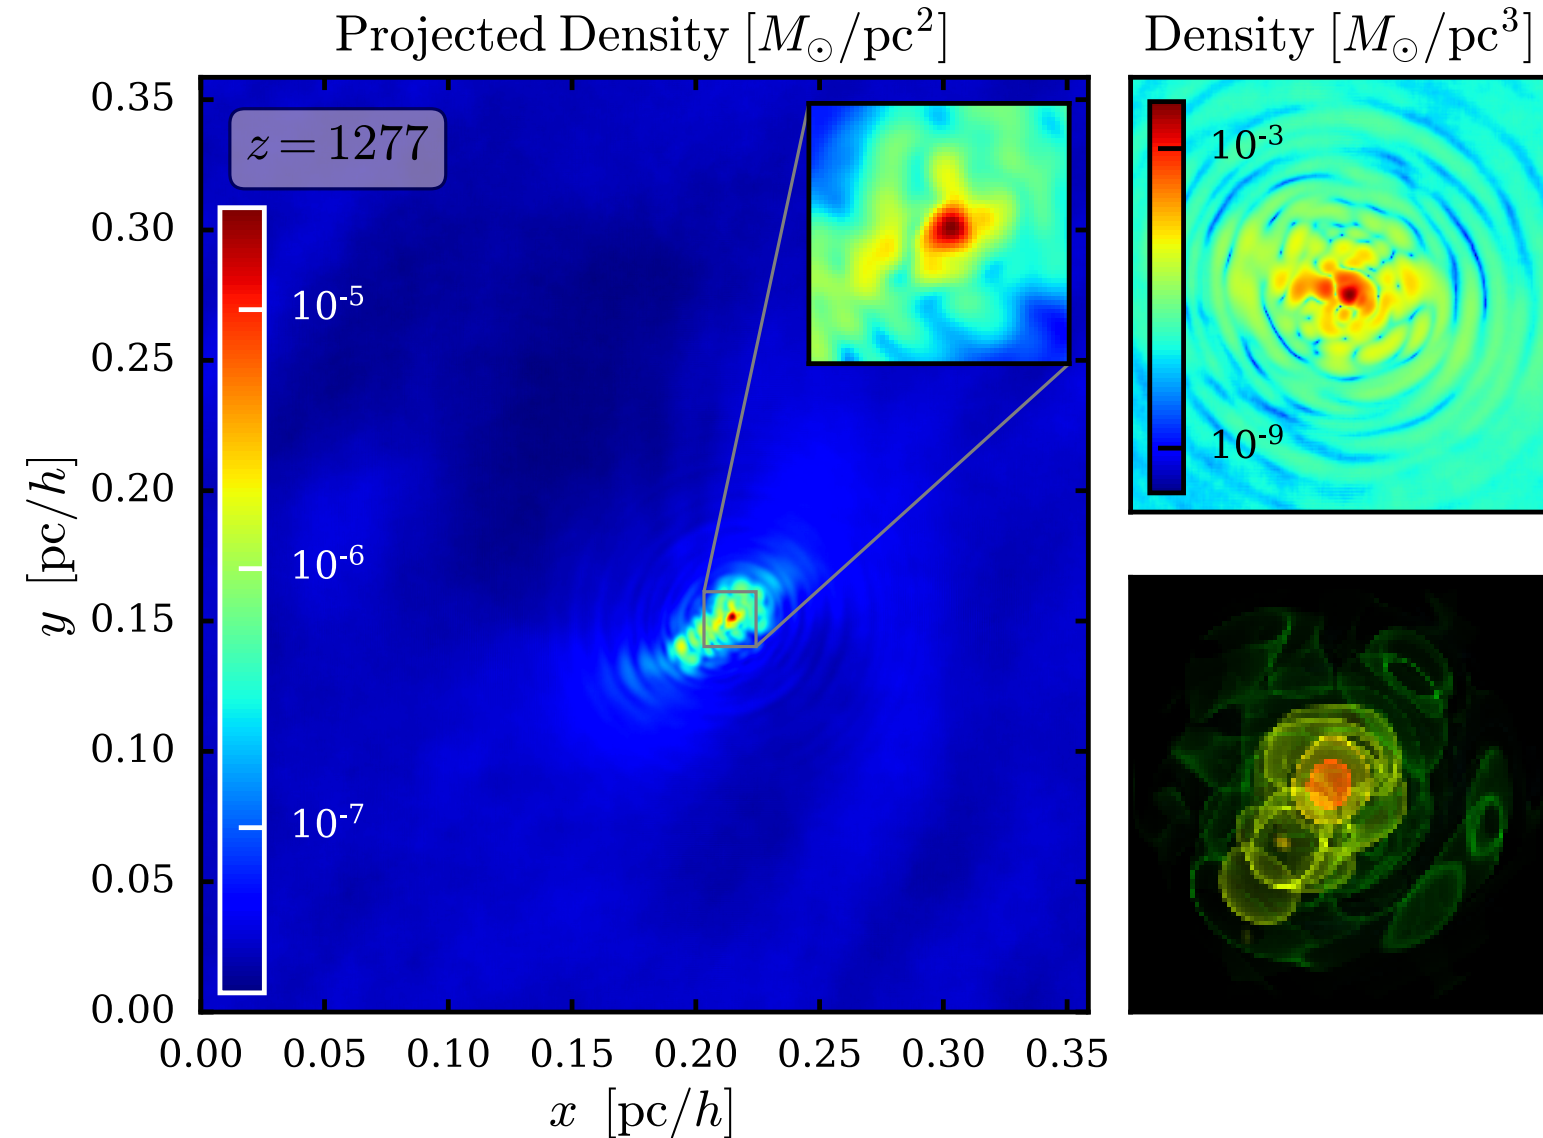 Projected Density [M⊙/pc²]
Density [M⊙/pc³]
z = 1277
0.35
0.30
0.25
0.20
0.15
0.10
0.05
0.00
y [pc/h]
10⁻⁵
10⁻⁶
10⁻⁷
10⁻³
10⁻⁹
0.00 0.05 0.10 0.15 0.20 0.25 0.30 0.35
x [pc/h]